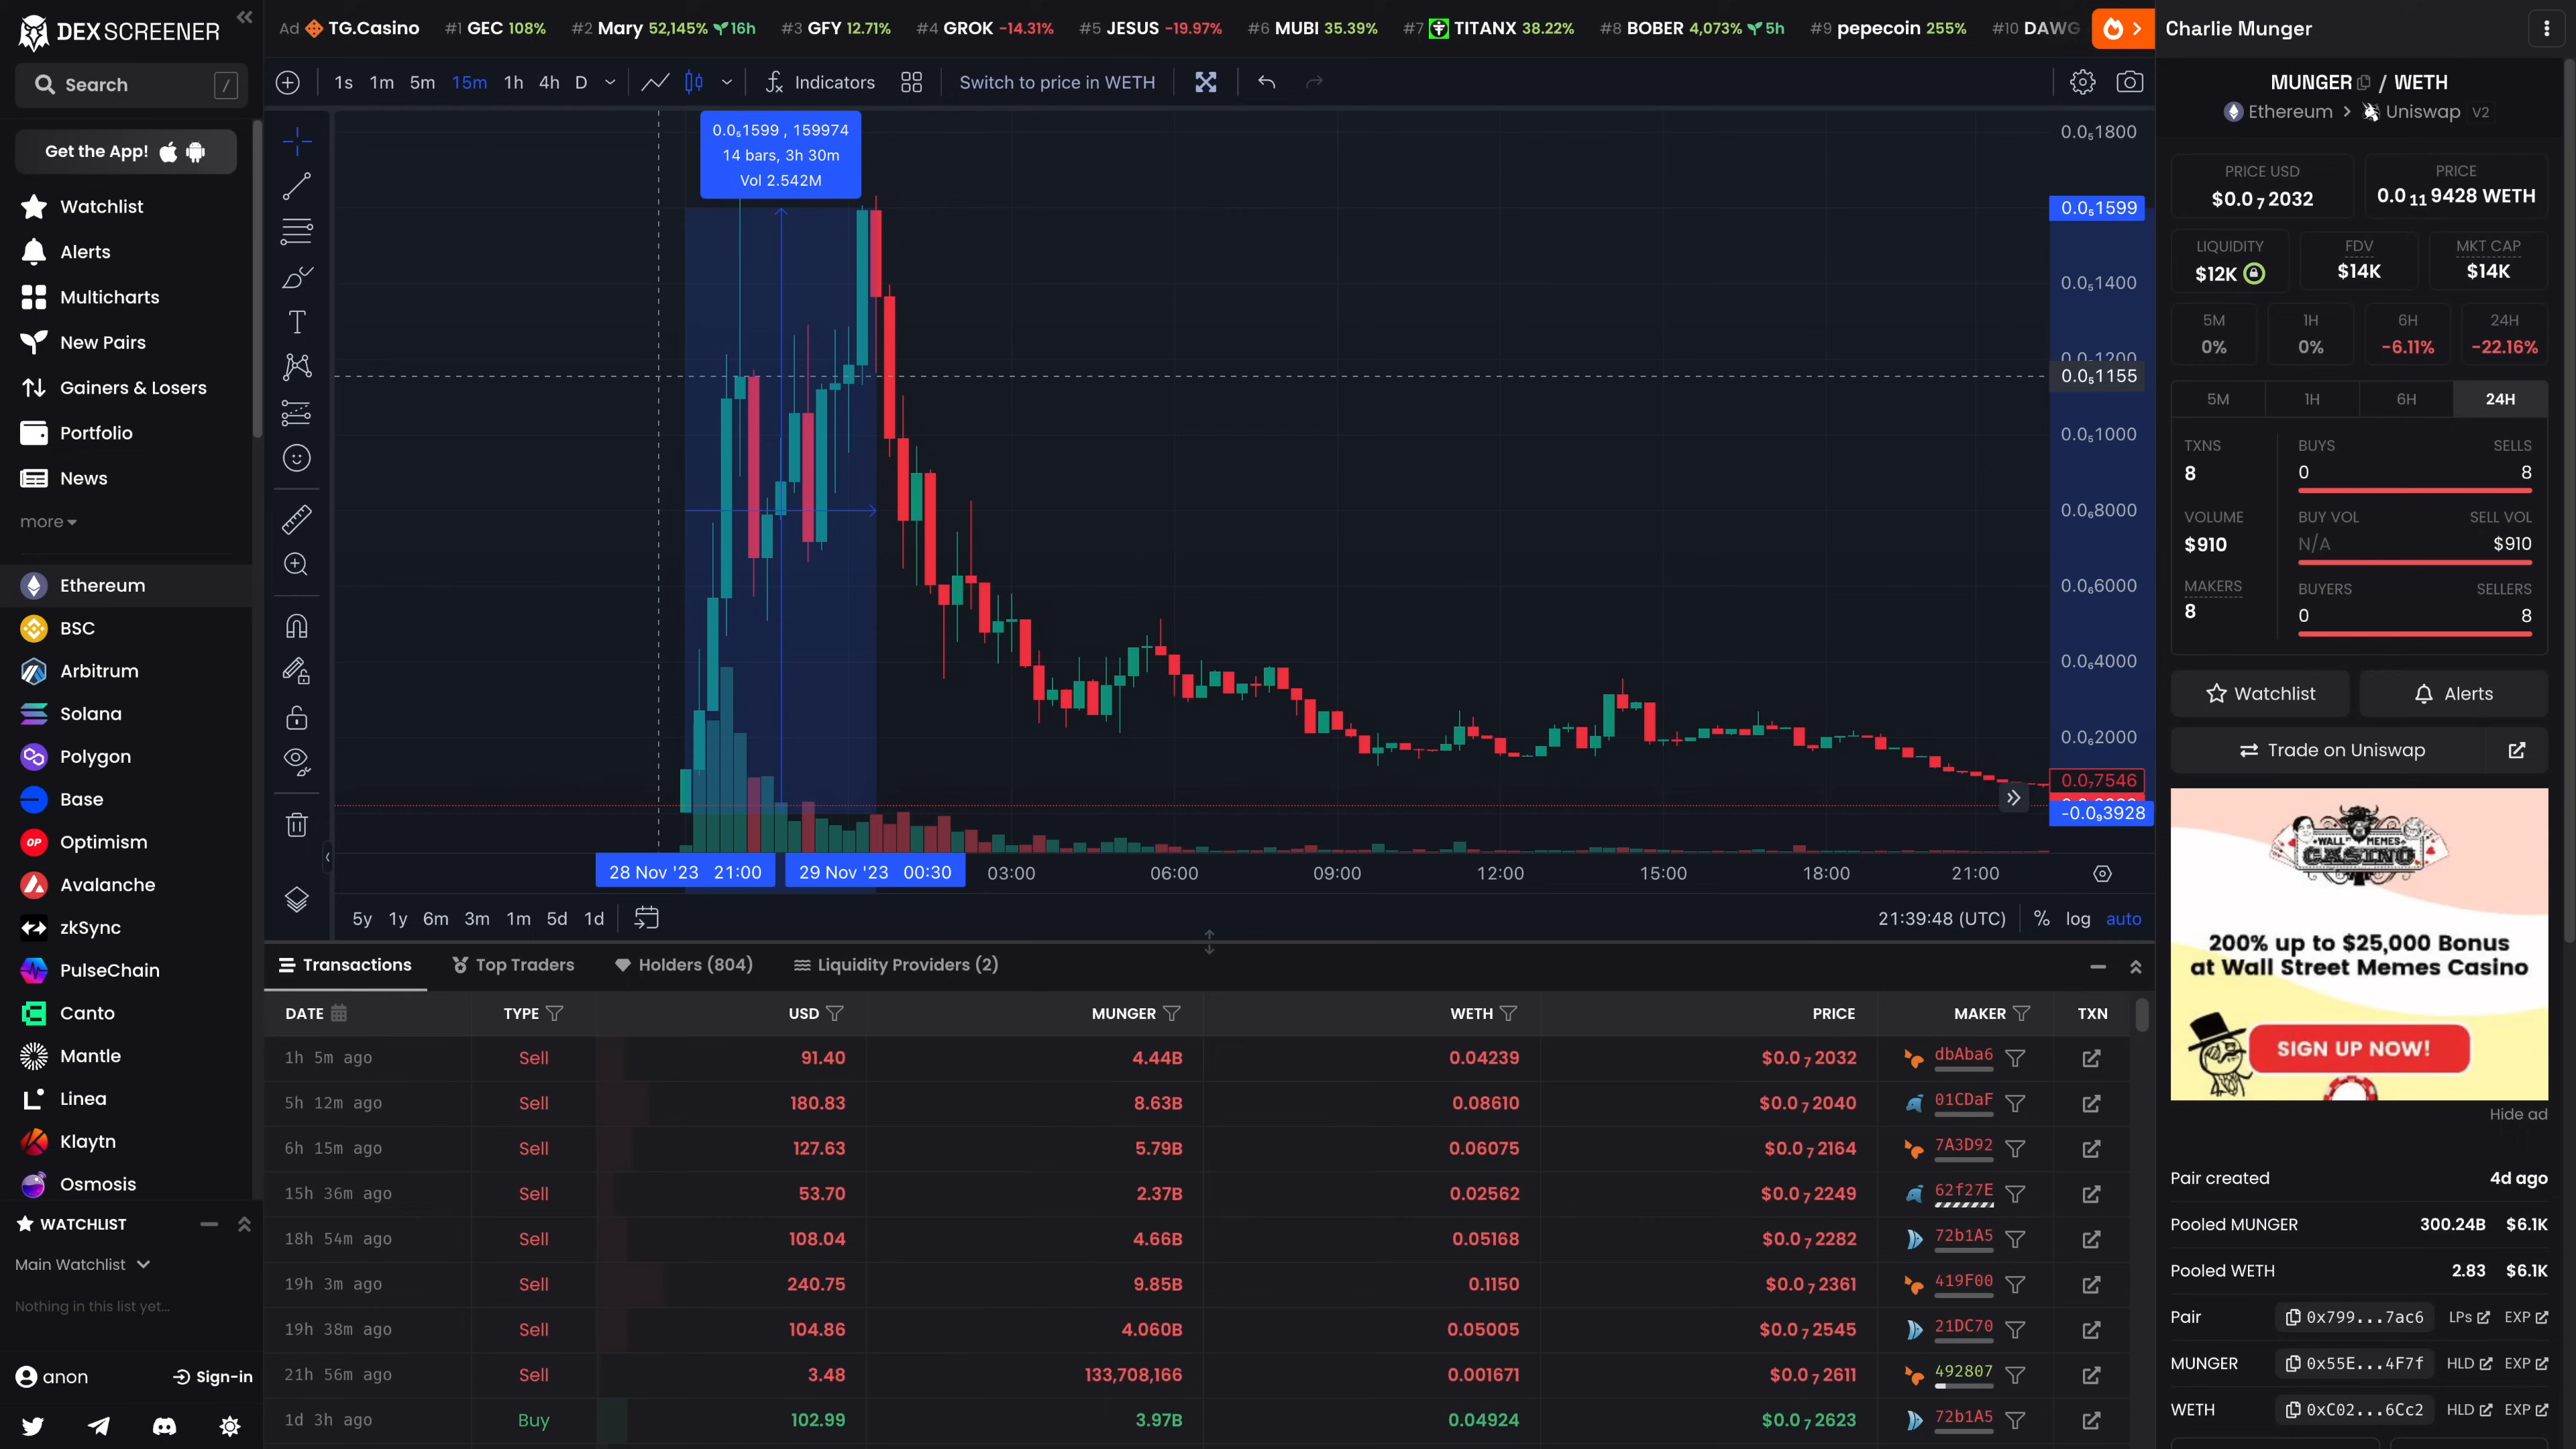 DEX SCREENER
Search /
Get the App!
Watchlist
Alerts
Multicharts
New Pairs
Gainers & Losers
Portfolio
News
more
Ethereum
BSC
Arbitrum
Solana
Polygon
Base
Optimism
Avalanche
zkSync
PulseChain
Canto
Mantle
Linea
Klaytn
Osmosis
WATCHLIST
Main Watchlist
Nothing in this list yet...
anon Sign-in
Ad TG.Casino #1 GEC 108% #2 Mary 52,145% 16h #3 GFY 12.71% #4 GROK -14.31% #5 JESUS -19.97% #6 MUBI 35.39% #7 TITANX 38.22% #8 BOBER 4,073% 5h #9 pepecoin 255% #10 DAWG
1s 1m 5m 15m 1h 4h D Indicators Switch to price in WETH
0.0₅1599 , 159974
14 bars, 3h 30m
Vol 2.542M
0.0₅1800
0.0₅1599
0.0₅1400
0.0₅1200
0.0₅1155
0.0₅1000
0.0₆8000
0.0₆6000
0.0₆4000
0.0₆2000
0.0₇7546
-0.0₉3928
28 Nov '23 21:00 29 Nov '23 00:30 03:00 06:00 09:00 12:00 15:00 18:00 21:00
5y 1y 6m 3m 1m 5d 1d 21:39:48 (UTC) % log auto
Transactions Top Traders Holders (804) Liquidity Providers (2)
DATE TYPE USD MUNGER WETH PRICE MAKER TXN
1h 5m ago Sell 91.40 4.44B 0.04239 $0.0₇2032 dbAba6
5h 12m ago Sell 180.83 8.63B 0.08610 $0.0₇2040 01CDaF
6h 15m ago Sell 127.63 5.79B 0.06075 $0.0₇2164 7A3D92
15h 36m ago Sell 53.70 2.37B 0.02562 $0.0₇2249 62f27E
18h 54m ago Sell 108.04 4.66B 0.05168 $0.0₇2282 72b1A5
19h 3m ago Sell 240.75 9.85B 0.1150 $0.0₇2361 419F00
19h 38m ago Sell 104.86 4.060B 0.05005 $0.0₇2545 21DC70
21h 56m ago Sell 3.48 133,708,166 0.001671 $0.0₇2611 492807
1d 3h ago Buy 102.99 3.97B 0.04924 $0.0₇2623 72b1A5
Charlie Munger
MUNGER / WETH
Ethereum > Uniswap V2
PRICE USD PRICE
$0.0₇2032 0.0₁₁9428 WETH
LIQUIDITY FDV MKT CAP
$12K $14K $14K
5M 1H 6H 24H
0% 0% -6.11% -22.16%
5M 1H 6H 24H
TXNS BUYS SELLS
8 0 8
VOLUME BUY VOL SELL VOL
$910 N/A $910
MAKERS BUYERS SELLERS
8 0 8
Watchlist Alerts
Trade on Uniswap
WALL MEMES
CASINO
200% up to $25,000 Bonus
at Wall Street Memes Casino
SIGN UP NOW!
Hide ad
Pair created 4d ago
Pooled MUNGER 300.24B $6.1K
Pooled WETH 2.83 $6.1K
Pair 0x799...7ac6 LPs EXP
MUNGER 0x55E...4F7f HLD EXP
WETH 0xC02...6Cc2 HLD EXP